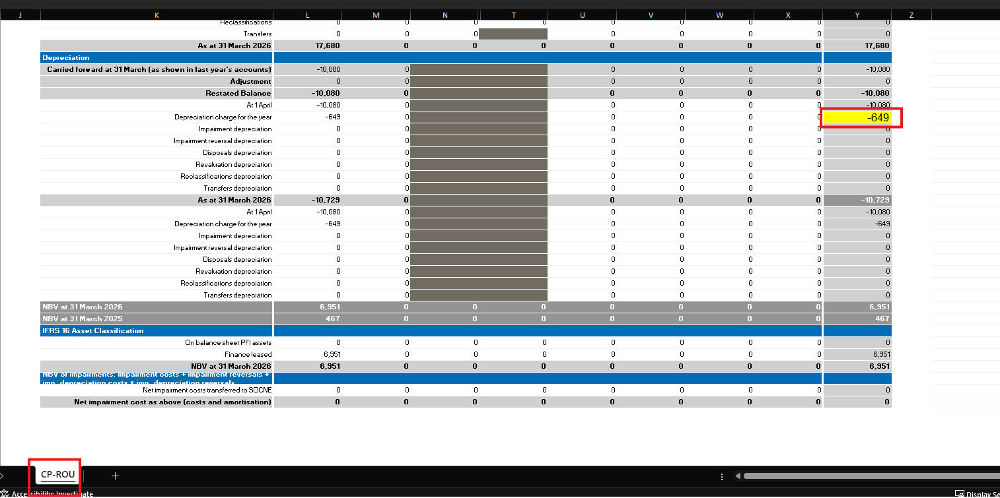 J K L M N T U V W X Y Z
Reclassifications 0 0 0 0 0 0 0 0 0
Transfers 0 0 0 0 0 0 0 0
As at 31 March 2026 17,680 0 0 0 0 0 0 0 17,680
Depreciation
Carried forward at 31 March (as shown in last year's accounts) -10,080 0 0 0 0 0 -10,080
Adjustment 0 0 0 0 0 0 0
Restated Balance -10,080 0 0 0 0 0 -10,080
At 1 April -10,080 0 0 0 0 0 -10,080
Depreciation charge for the year -649 0 0 0 0 0 -649
Impairment depreciation 0 0 0 0 0 0 0
Impairment reversal depreciation 0 0 0 0 0 0 0
Disposals depreciation 0 0 0 0 0 0 0
Revaluation depreciation 0 0 0 0 0 0 0
Reclassifications depreciation 0 0 0 0 0 0 0
Transfers depreciation 0 0 0 0 0 0 0
As at 31 March 2026 -10,729 0 0 0 0 0 -10,729
At 1 April -10,080 0 0 0 0 0 -10,080
Depreciation charge for the year -649 0 0 0 0 0 -649
Impairment depreciation 0 0 0 0 0 0 0
Impairment reversal depreciation 0 0 0 0 0 0 0
Disposals depreciation 0 0 0 0 0 0 0
Revaluation depreciation 0 0 0 0 0 0 0
Reclassifications depreciation 0 0 0 0 0 0 0
Transfers depreciation 0 0 0 0 0 0 0
NBV at 31 March 2026 6,951 0 0 0 0 0 0 0 6,951
NBV at 31 March 2025 467 0 0 0 0 0 0 0 467
IFRS 16 Asset Classification
On balance sheet PFI assets 0 0 0 0 0 0 0 0 0
Finance leased 6,951 0 0 0 0 0 0 0 6,951
NBV at 31 March 2026 6,951 0 0 0 0 0 0 0 6,951
NBV of impairments: Impairment costs + impairment reversals +
imp. depreciation costs + imp. depreciation reversals
Net impairment costs transferred to SOCNE 0 0 0 0 0 0 0 0 0
Net impairment cost as above (costs and amortisation) 0 0 0 0 0 0 0 0 0
CP-ROU
Accessibility: Investigate
Display Se